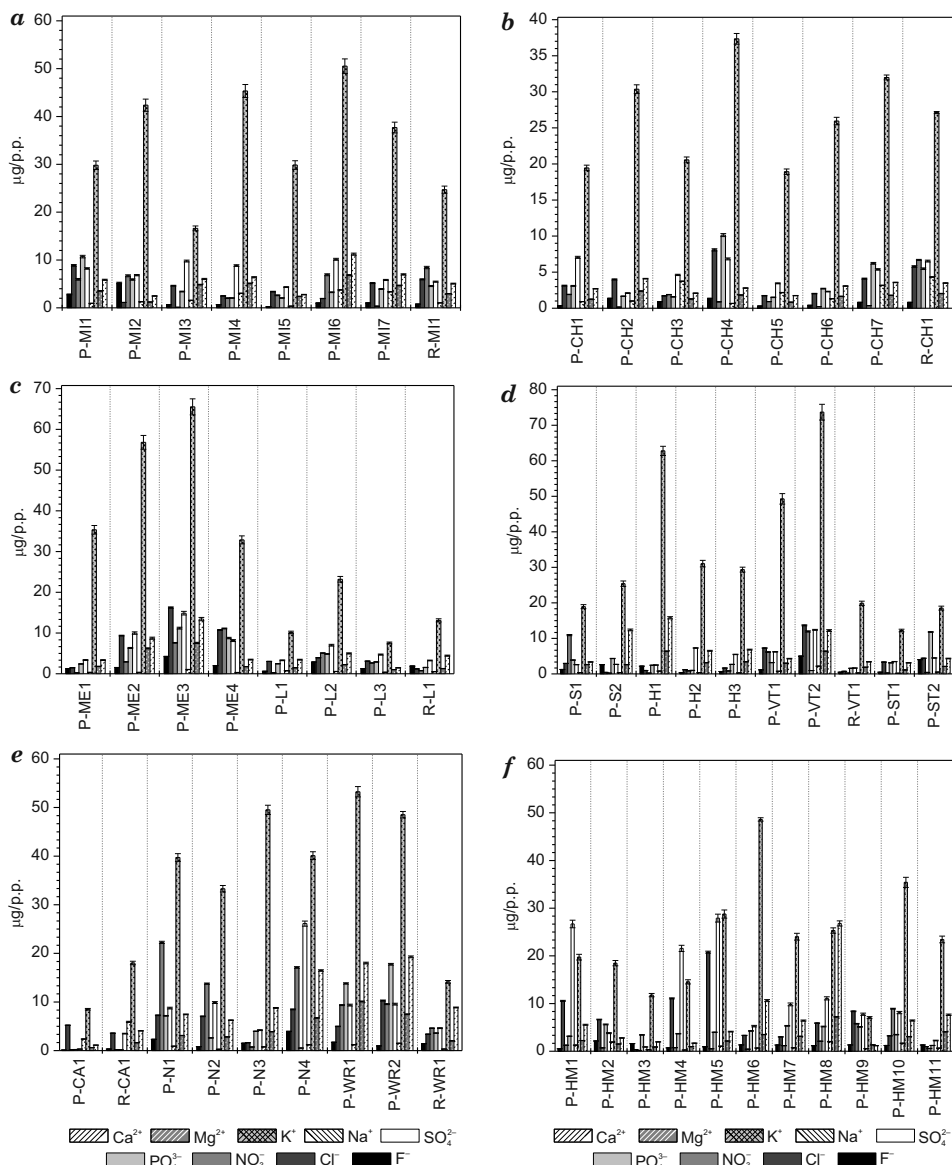 a
b
µg/p.p.
60
50
40
30
20
10
0
P-MI1
P-MI2
P-MI3
P-MI4
P-MI5
P-MI6
P-MI7
R-MI1
µg/p.p.
40
35
30
25
20
15
10
5
0
P-CH1
P-CH2
P-CH3
P-CH4
P-CH5
P-CH6
P-CH7
R-CH1
c
d
µg/p.p.
70
60
50
40
30
20
10
0
P-ME1
P-ME2
P-ME3
P-ME4
P-L1
P-L2
P-L3
R-L1
µg/p.p.
80
70
60
50
40
30
20
10
0
P-S1
P-S2
P-H1
P-H2
P-H3
P-VT1
P-VT2
R-VT1
P-ST1
P-ST2
e
f
µg/p.p.
60
50
40
30
20
10
0
P-CA1
R-CA1
P-N1
P-N2
P-N3
P-N4
P-WR1
P-WR2
R-WR1
µg/p.p.
60
50
40
30
20
10
0
P-HM1
P-HM2
P-HM3
P-HM4
P-HM5
P-HM6
P-HM7
P-HM8
P-HM9
P-HM10
P-HM11
Ca²⁺ Mg²⁺ K⁺ Na⁺ SO₄²⁻
Cl⁻ F⁻
Ca²⁺ Mg²⁺ K⁺ Na⁺ SO₄²⁻
Cl⁻ F⁻